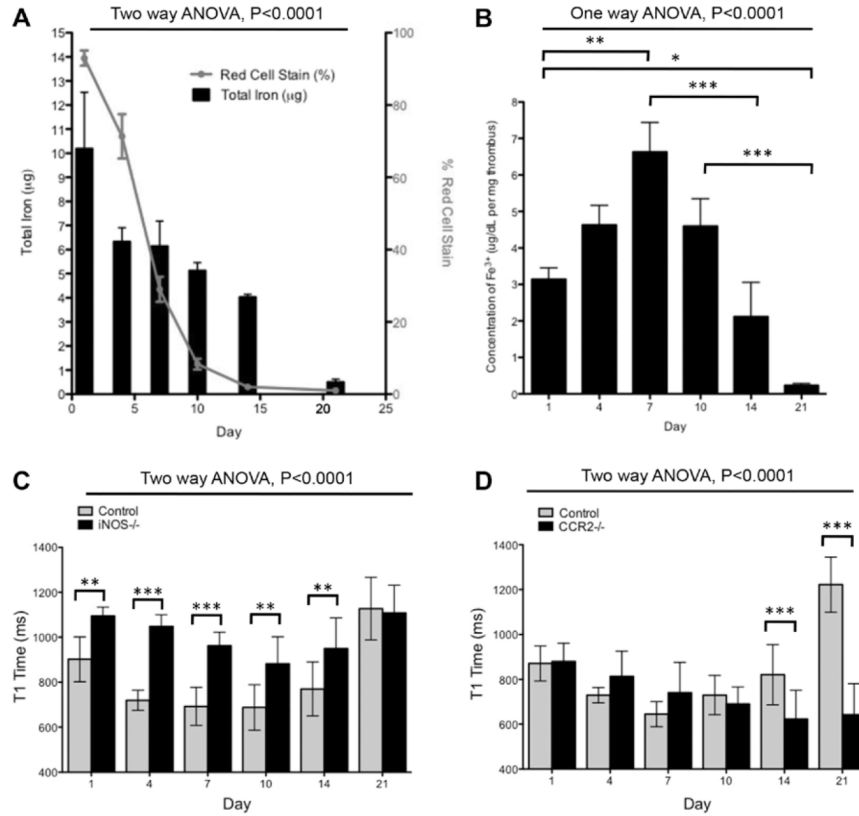 A
Two way ANOVA, P<0.0001
Red Cell Stain (%)
Total Iron (µg)
Total Iron (µg)
15
14
13
12
11
10
9
8
7
6
5
4
3
2
1
0
100
80
60
40
20
0
% Red Cell Stain
0 5 10 15 20 25
Day
B
One way ANOVA, P<0.0001
**
*
***
***
Concentration of Fe³⁺ (ug/dL per mg thrombus)
8
7
6
5
4
3
2
1
0
1 4 7 10 14 21
Day
C
Two way ANOVA, P<0.0001
Control
iNOS-/-
T1 Time (ms)
1400
1200
1000
800
600
400
** *** *** ** **
1 4 7 10 14 21
Day
D
Two way ANOVA, P<0.0001
Control
CCR2-/-
T1 Time (ms)
1400
1200
1000
800
600
400
***
***
1 4 7 10 14 21
Day